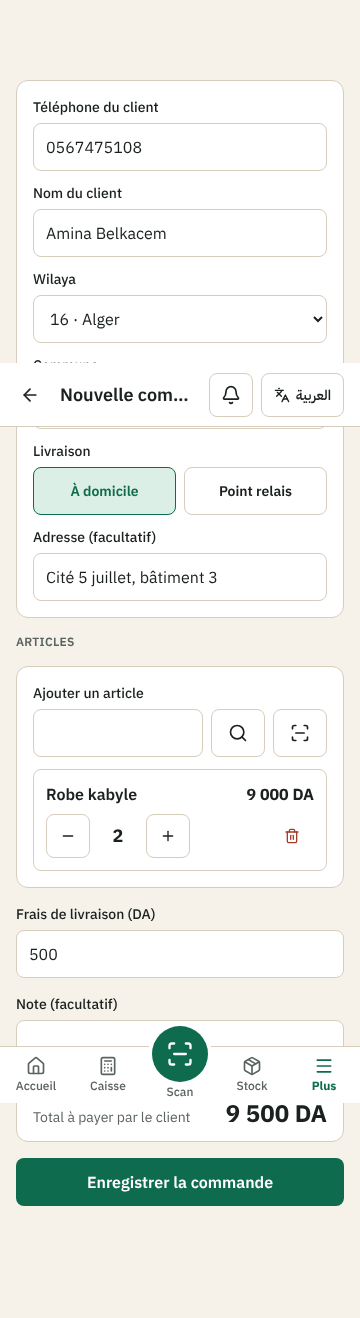 Téléphone du client
0567475108
Nom du client
Amina Belkacem
Wilaya
16 · Alger
Nouvelle com...
العربية
Livraison
À domicile
Point relais
Adresse (facultatif)
Cité 5 juillet, bâtiment 3
ARTICLES
Ajouter un article
Robe kabyle
9 000 DA
2
Frais de livraison (DA)
500
Note (facultatif)
Accueil
Caisse
Scan
Stock
Plus
Total à payer par le client
9 500 DA
Enregistrer la commande